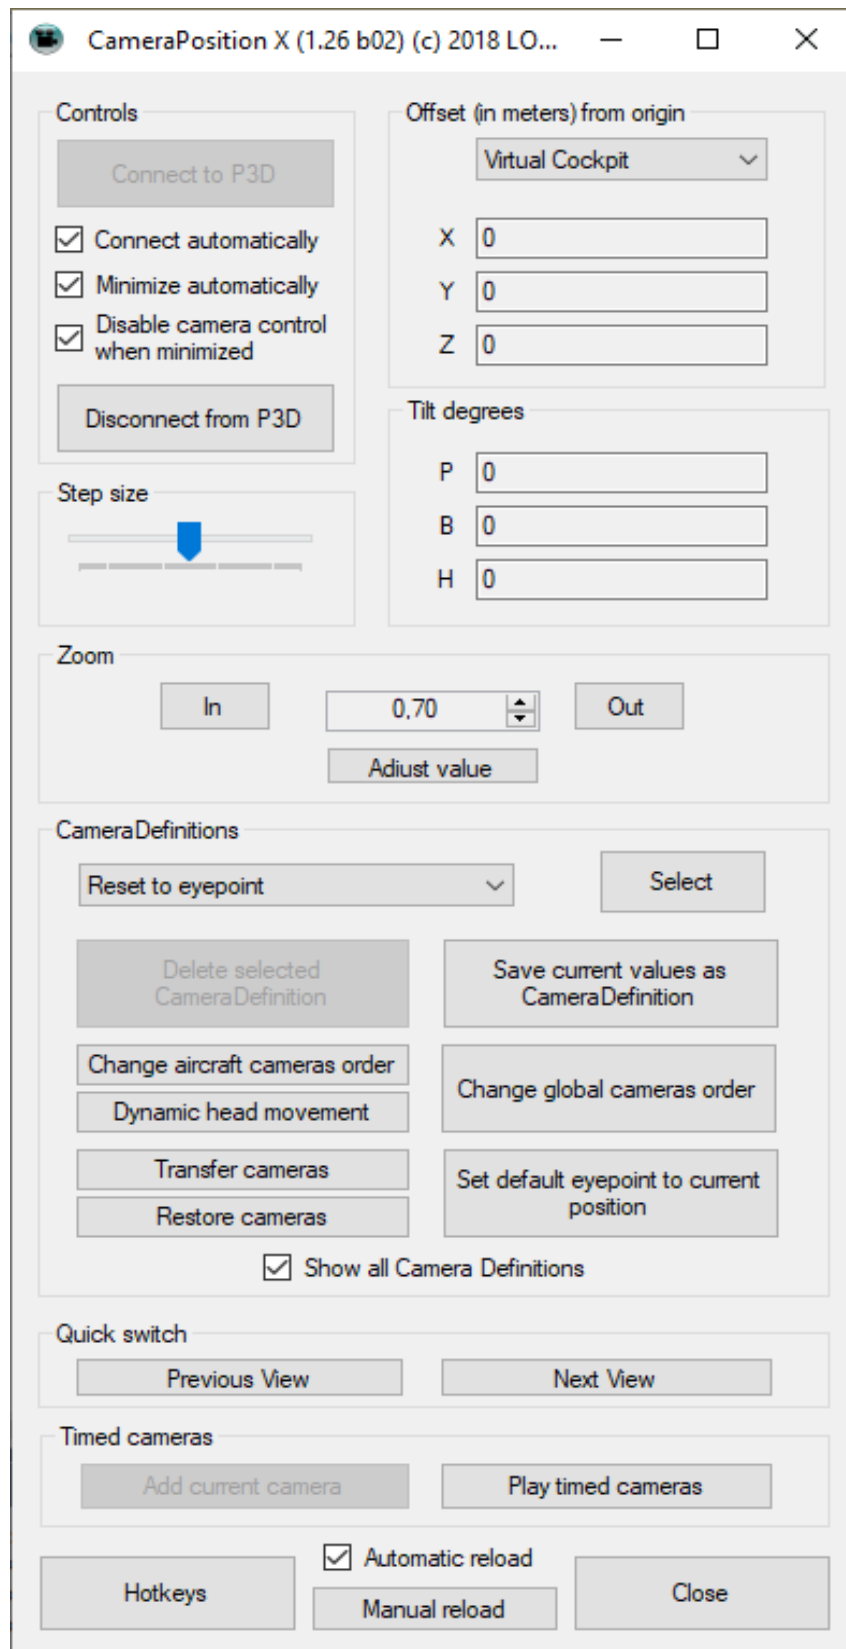 CameraPosition X (1.26 b02) (c) 2018 LO...
Controls
Connect to P3D
Connect automatically
Minimize automatically
Disable camera control
when minimized
Disconnect from P3D
Offset (in meters) from origin
Virtual Cockpit
X 0
Y 0
Z 0
Tilt degrees
P 0
B 0
H 0
Step size
Zoom
In
0,70
Out
Adjust value
CameraDefinitions
Reset to eyepoint
Select
Delete selected
CameraDefinition
Save current values as
CameraDefinition
Change aircraft cameras order
Dynamic head movement
Change global cameras order
Transfer cameras
Restore cameras
Set default eyepoint to current
position
Show all Camera Definitions
Quick switch
Previous View
Next View
Timed cameras
Add current camera
Play timed cameras
Hotkeys
Automatic reload
Manual reload
Close